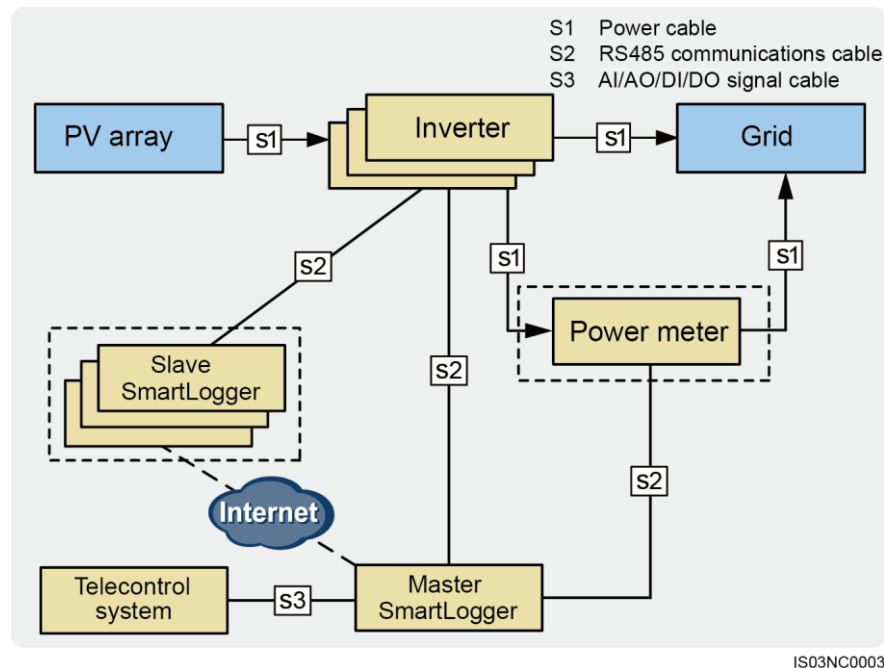 S1 Power cable
S2 RS485 communications cable
S3 AI/AO/DI/DO signal cable
PV array
s1
Inverter
s1
Grid
s2
s1
s1
Power meter
Slave
SmartLogger
s2
s2
Internet
Telecontrol
system
s3
Master
SmartLogger
IS03NC0003